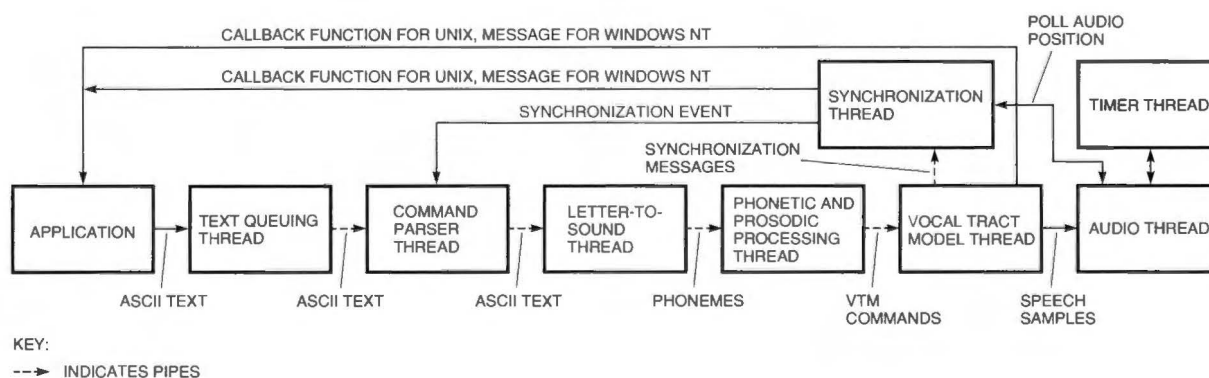 CALLBACK FUNCTION FOR UNIX, MESSAGE FOR WINDOWS NT
POLL AUDIO
POSITION
CALLBACK FUNCTION FOR UNIX, MESSAGE FOR WINDOWS NT
SYNCHRONIZATION
THREAD
TIMER THREAD
SYNCHRONIZATION EVENT
SYNCHRONIZATION
MESSAGES
APPLICATION
TEXT QUEUING
THREAD
COMMAND
PARSER
THREAD
LETTER-TO-
SOUND
THREAD
PHONETIC AND
PROSODIC
PROCESSING
THREAD
VOCAL TRACT
MODEL THREAD
AUDIO THREAD
ASCII TEXT
ASCII TEXT
ASCII TEXT
PHONEMES
VTM
COMMANDS
SPEECH
SAMPLES
KEY:
INDICATES PIPES